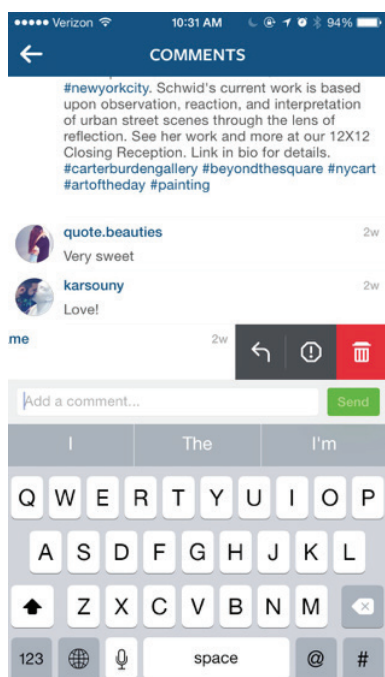 Verizon 10:31 AM 94%
COMMENTS
#newyorkcity. Schwid's current work is based
upon observation, reaction, and interpretation
of urban street scenes through the lens of
reflection. See her work and more at our 12X12
Closing Reception. Link in bio for details.
#carterburdengallery #beyondthesquare #nycart
#artoftheday #painting
quote.beauties 2w
Very sweet
karsouny 2w
Love!
me 2w
Add a comment... Send
I The I'm
Q W E R T Y U I O P
A S D F G H J K L
Z X C V B N M
123 space @ #